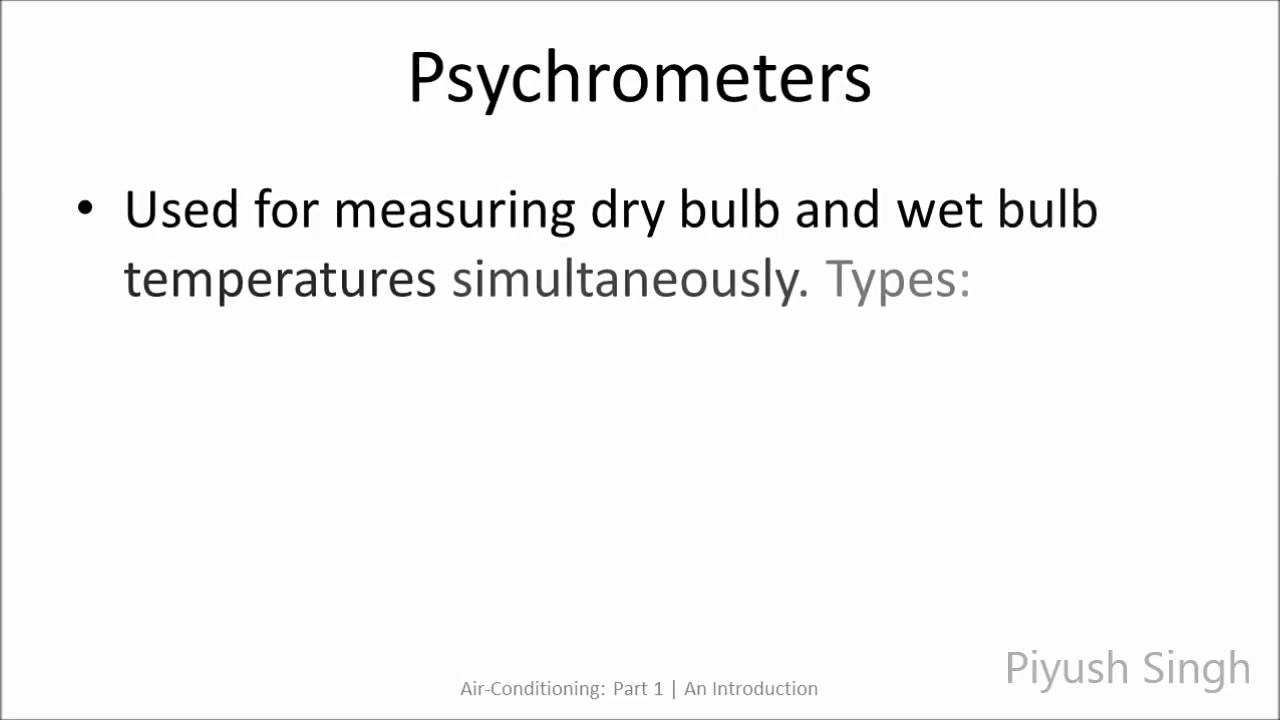 Psychrometers
• Used for measuring dry bulb and wet bulb
temperatures simultaneously. Types:
Piyush Singh
Air-Conditioning: Part 1 | An Introduction